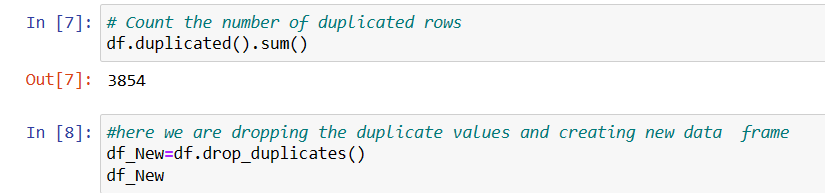 In [7]: # Count the number of duplicated rows
df.duplicated().sum()
Out[7]: 3854
In [8]: #here we are dropping the duplicate values and creating new data  frame
df_New=df.drop_duplicates()
df_New